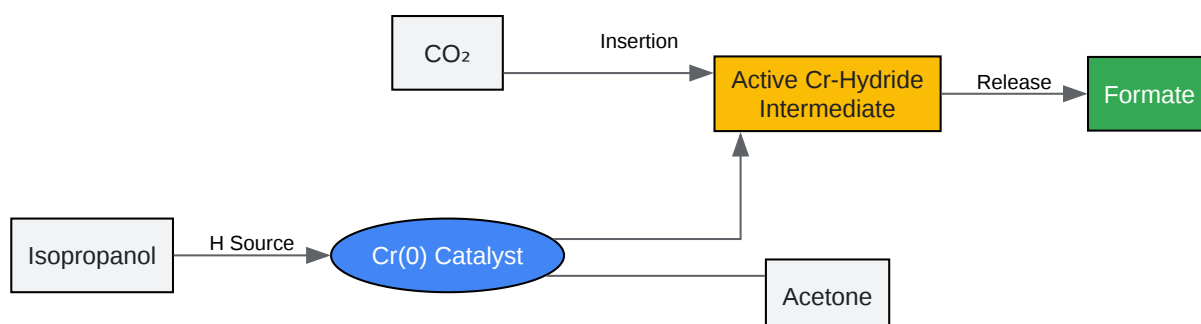 CO₂
Insertion
Active Cr-Hydride
Intermediate
Release
Formate
Isopropanol
H Source
Cr(0) Catalyst
Acetone